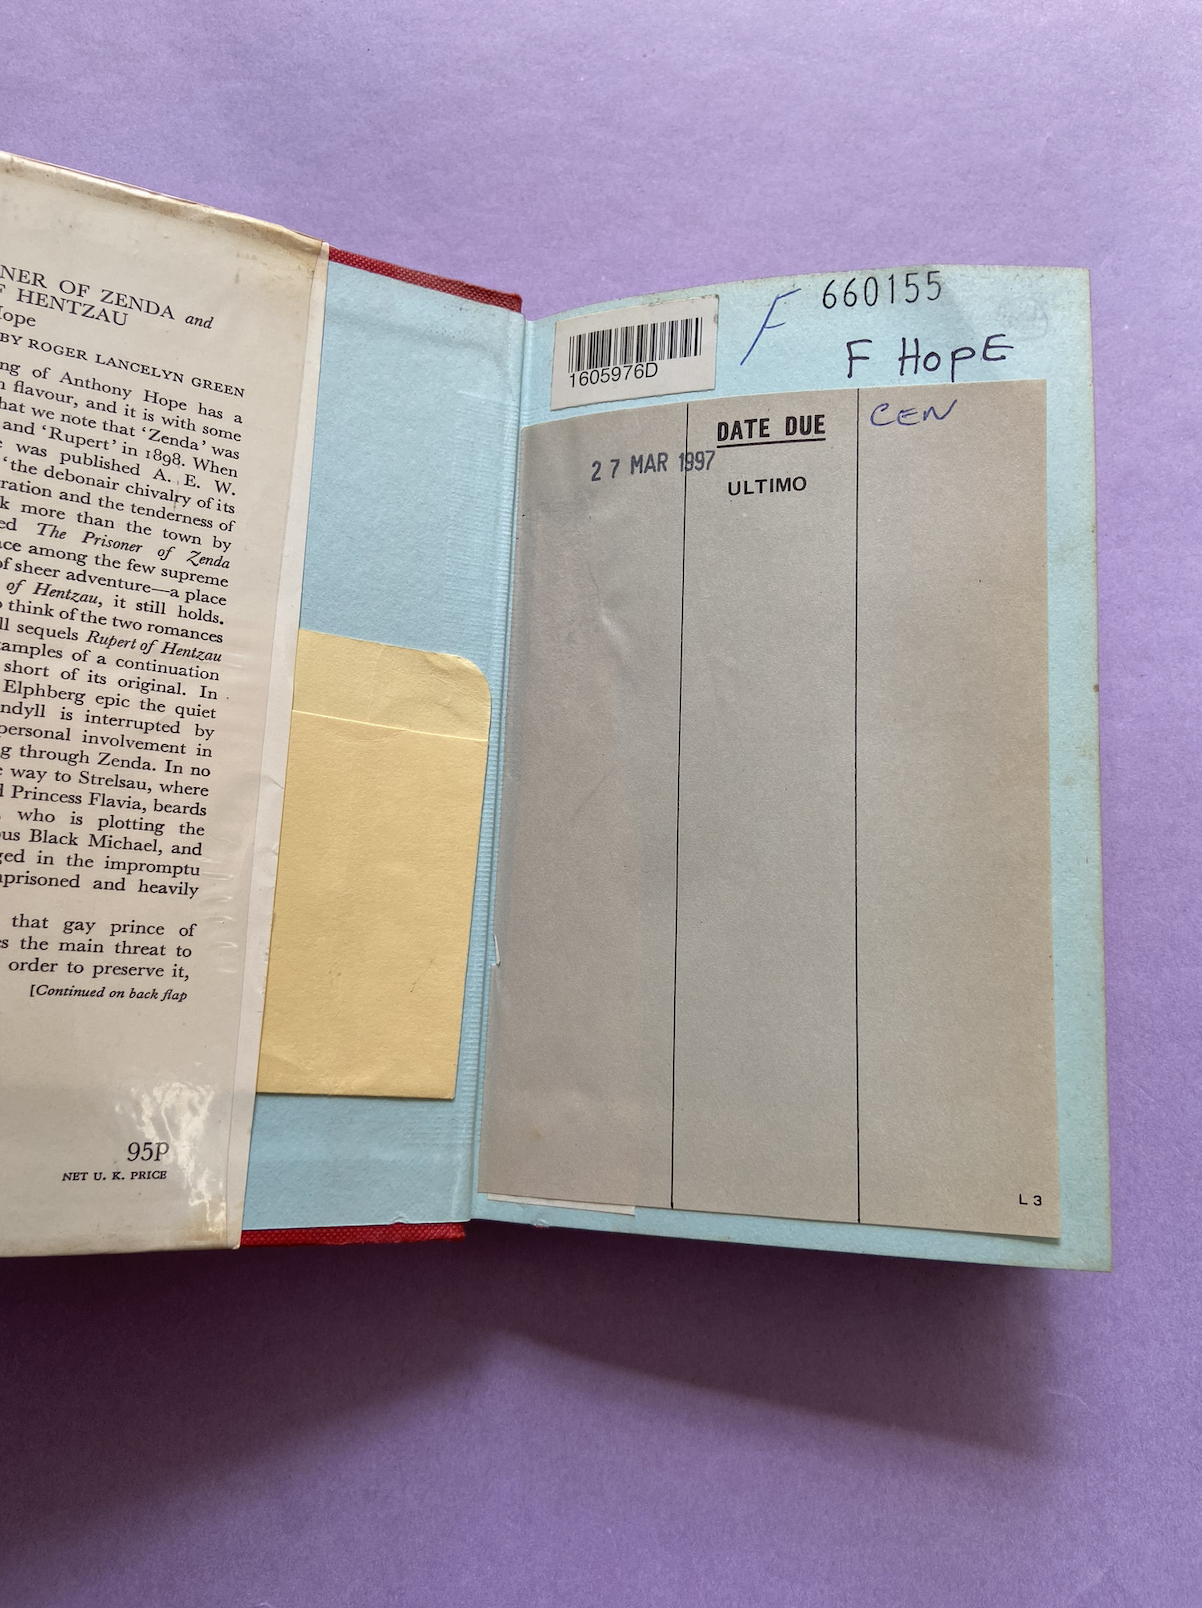 NER OF ZENDA and
F HENTZAU
Hope
BY ROGER LANCELYN GREEN
ng of Anthony Hope has a
n flavour, and it is with some
hat we note that 'Zenda' was
and 'Rupert' in 1898. When
was published A. E. W.
'the debonair chivalry of its
ration and the tenderness of
k more than the town by
ed The Prisoner of Zenda
ace among the few supreme
of sheer adventure—a place
of Hentzau, it still holds.
think of the two romances
ll sequels Rupert of Hentzau
amples of a continuation
short of its original. In
Elphberg epic the quiet
ndyll is interrupted by
personal involvement in
g through Zenda. In no
e way to Strelsau, where
d Princess Flavia, beards
, who is plotting the
ous Black Michael, and
ged in the impromptu
prisoned and heavily
that gay prince of
es the main threat to
order to preserve it,
[Continued on back flap
95P
NET U. K. PRICE
1605976D
F 660155
F HOPE
CEN
DATE DUE
27 MAR 1997
ULTIMO
L 3